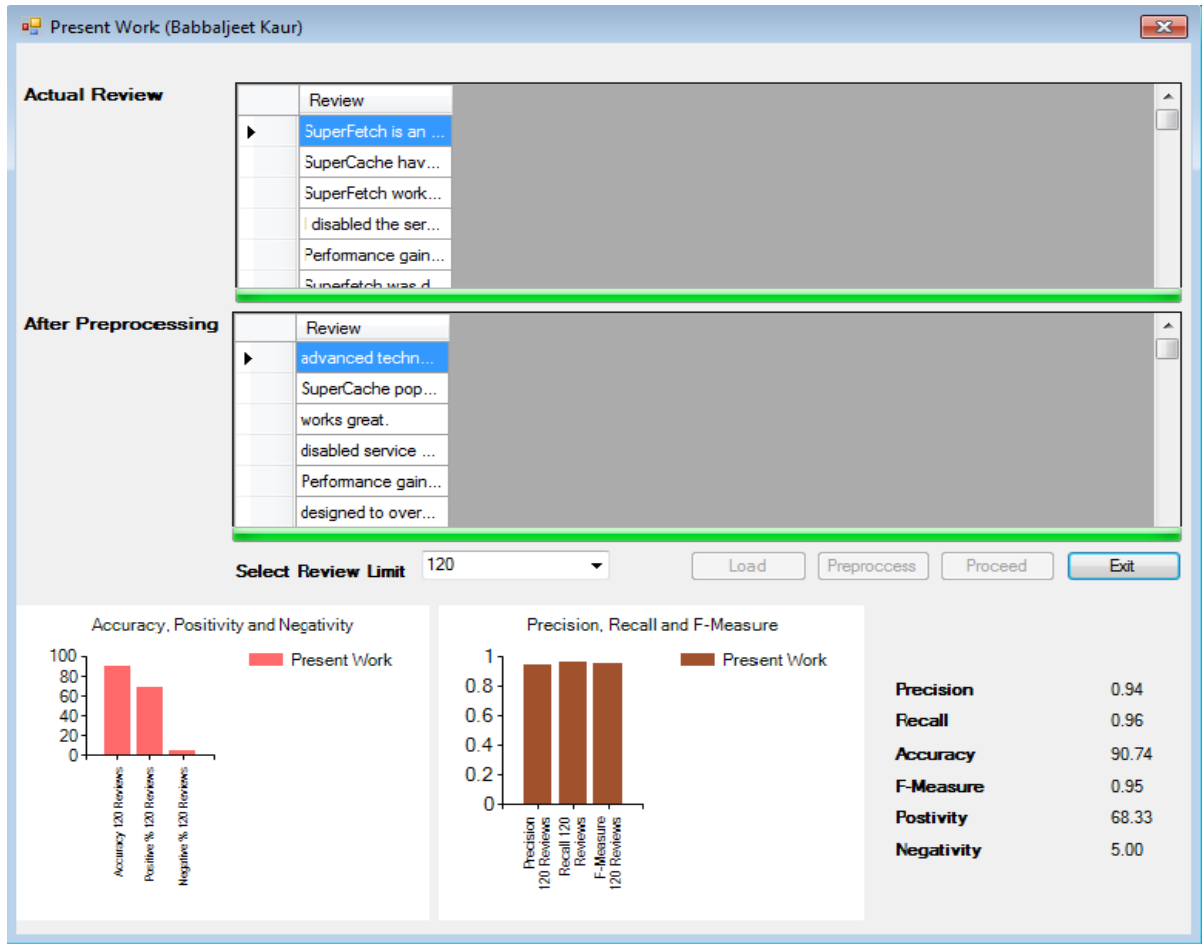 Present Work: (Babbaljeet Kaur)
Actual Review
Review
SuperFetch is an ...
SuperCache hav...
SuperFetch work...
I disabled the ser...
Performance gain...
Superfetch was d
After Preprocessing
Review
advanced techn...
SuperCache pop...
works great.
disabled service ...
Performance gain...
designed to over...
Select Review Limit 120 Load Preproccess Proceed Exit
Accuracy, Positivity and Negativity
Present Work
100
80
60
40
20
0
Accuracy 120 Reviews
Positive % 120 Reviews
Negative % 120 Reviews
Precision, Recall and F-Measure
Present Work
1
0.8
0.6
0.4
0.2
0
Precision
120 Reviews
Recall 120
Reviews
F-Measure
120 Reviews
Precision 0.94
Recall 0.96
Accuracy 90.74
F-Measure 0.95
Postivity 68.33
Negativity 5.00